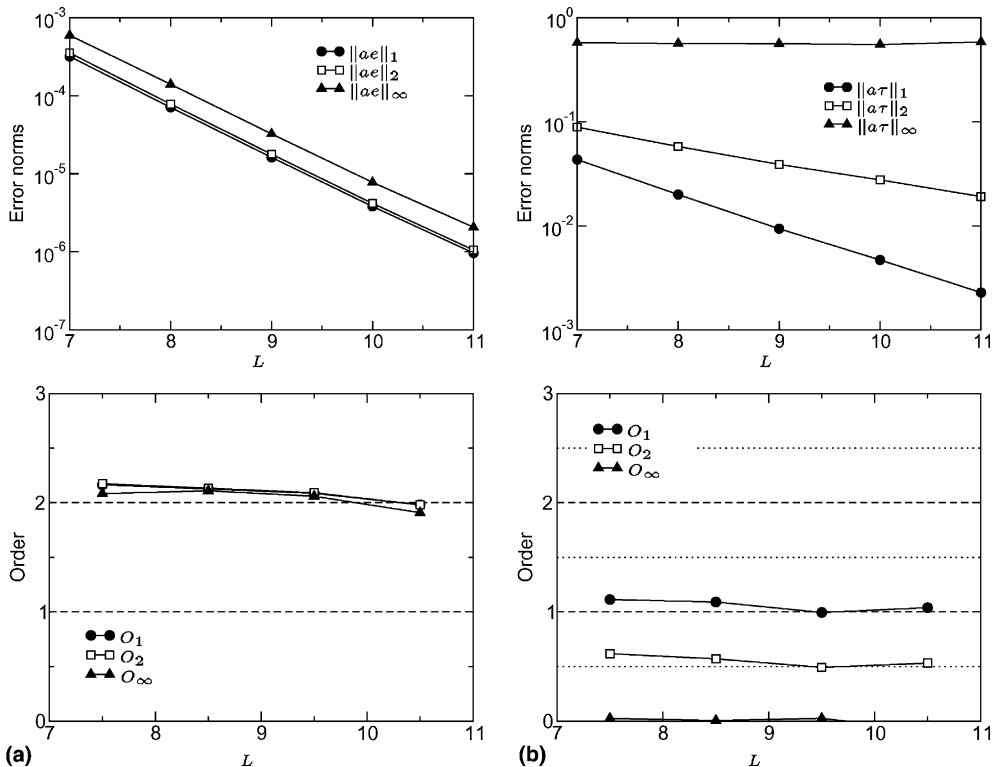 10^-3
10^-4
10^-5
10^-6
10^-7
Error norms
‖ae‖₁
‖ae‖₂
‖ae‖∞
7 8 9 10 11
L
10^0
10^-1
10^-2
10^-3
Error norms
‖aτ‖₁
‖aτ‖₂
‖aτ‖∞
7 8 9 10 11
L
3
2
1
0
Order
O₁
O₂
O∞
7 8 9 10 11
L
(a)
3
2
1
0
Order
O₁
O₂
O∞
7 8 9 10 11
L
(b)